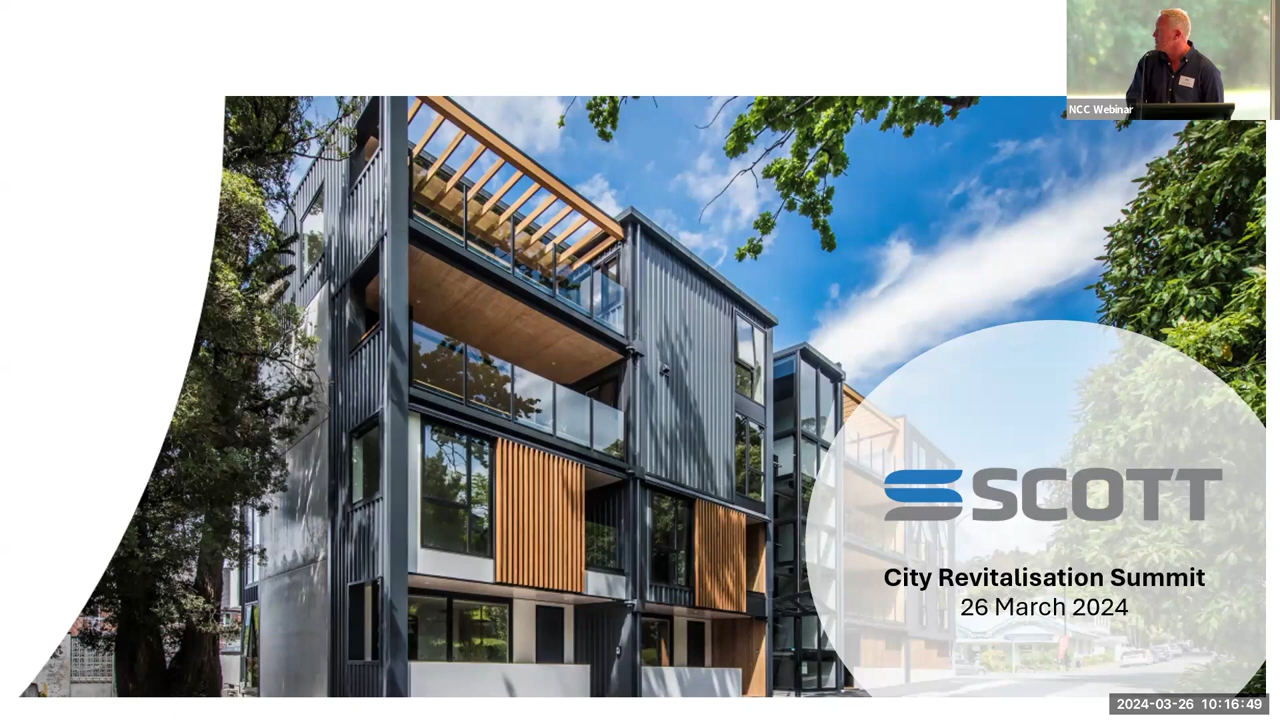 NCC Webinar
SCOTT
City Revitalisation Summit
26 March 2024
2024-03-26 10:16:49